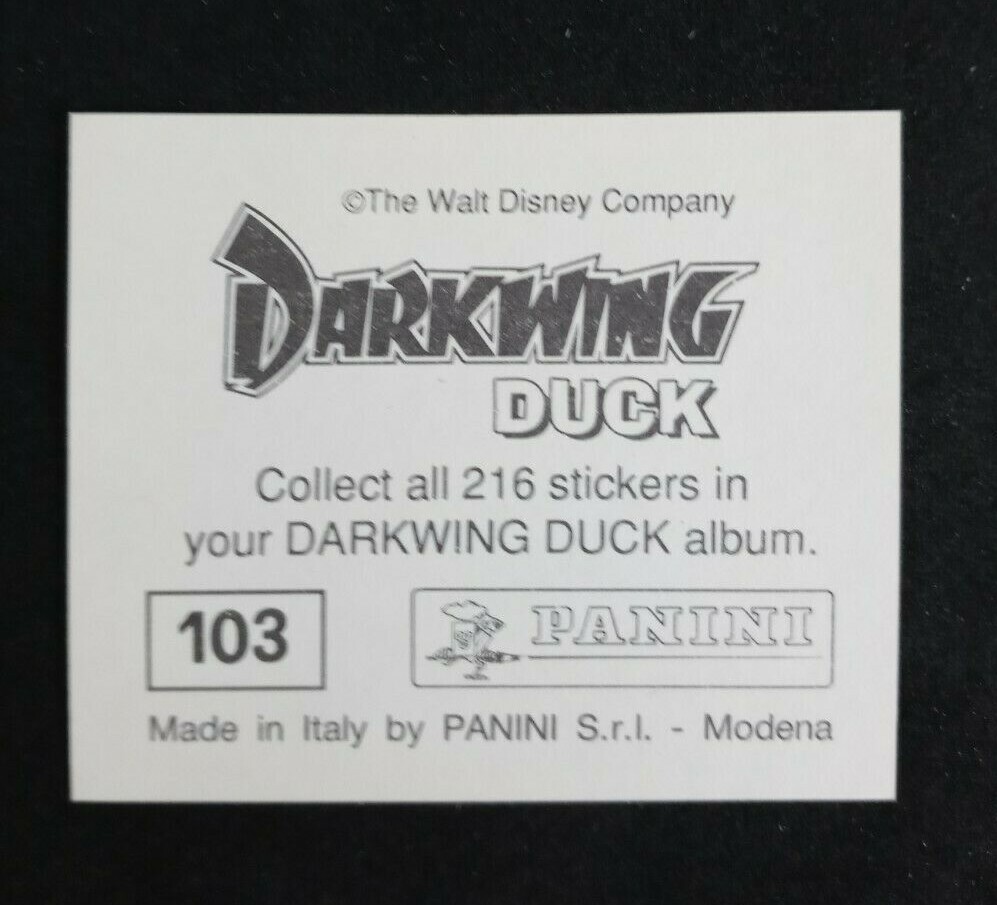 ©The Walt Disney Company
DARKWING
DUCK
Collect all 216 stickers in
your DARKWING DUCK album.
103
PANINI
Made in Italy by PANINI S.r.l. - Modena